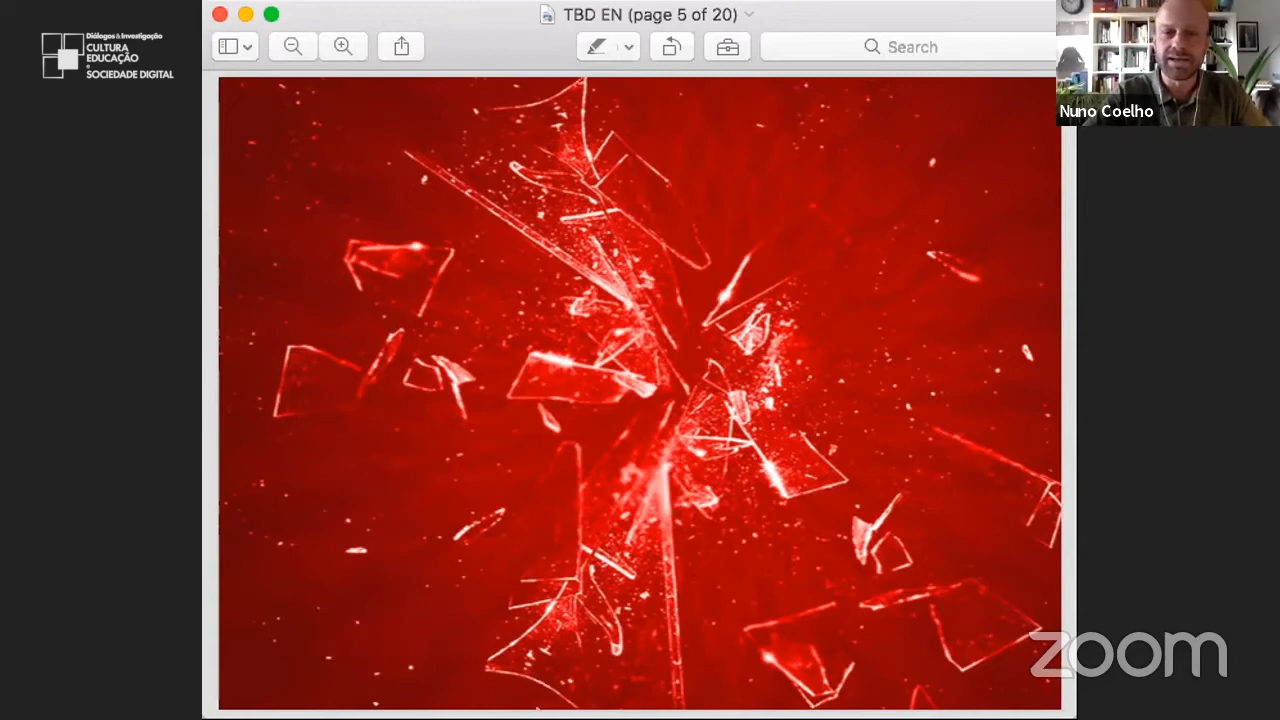 TBD EN (page 5 of 20)
Diálogos & Investigação
CULTURA
EDUCAÇÃO
e
SOCIEDADE DIGITAL
Search
Nuno Coelho
zoom